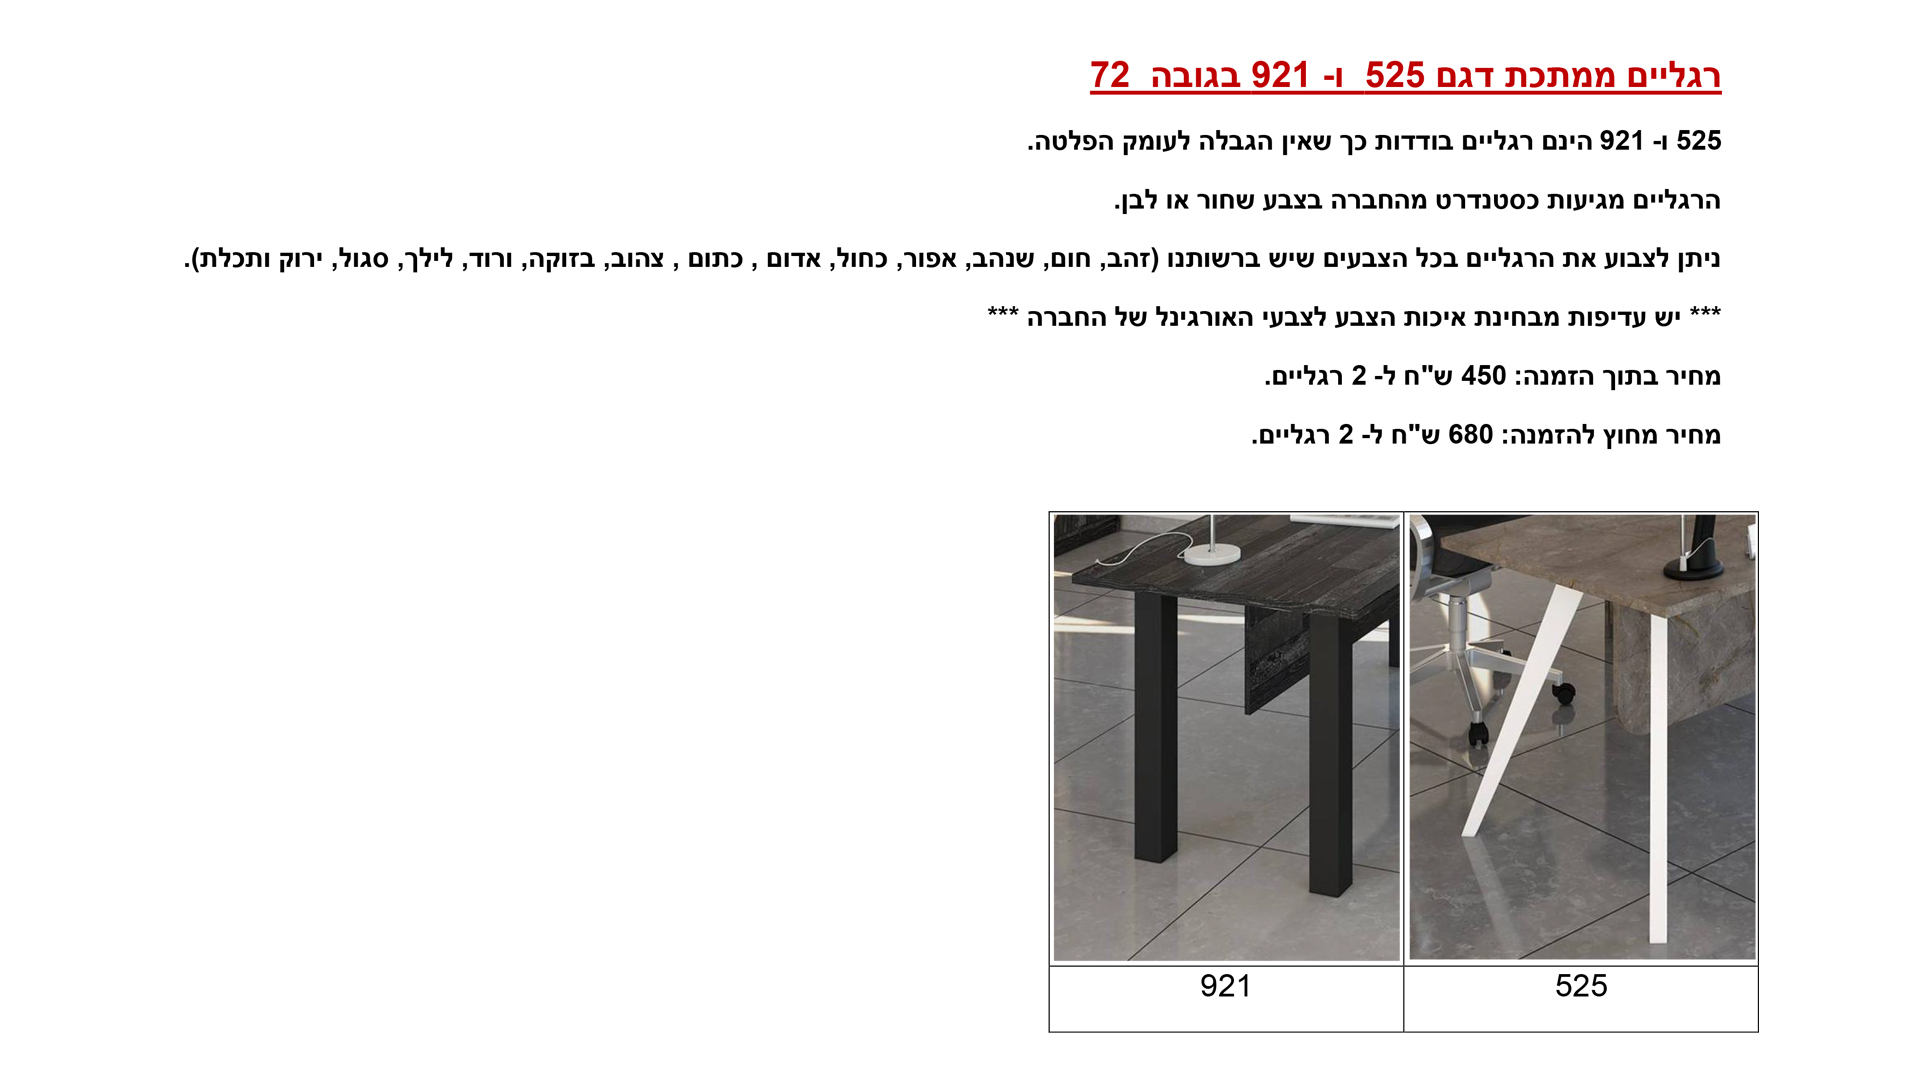 רגליים ממתכת דגם 525  ו- 921 בגובה  72
525 ו- 921 הינם רגליים בודדות כך שאין הגבלה לעומק הפלטה.
הרגליים מגיעות כסטנדרט מהחברה בצבע שחור או לבן.
ניתן לצבוע את הרגליים בכל הצבעים שיש ברשותנו (זהב, חום, שנהב, אפור, כחול, אדום , כתום , צהוב, בזוקה, ורוד, לילך, סגול, ירוק ותכלת).
*** יש עדיפות מבחינת איכות הצבע לצבעי האורגינל של החברה ***
מחיר בתוך הזמנה: 450 ש"ח ל- 2 רגליים.
מחיר מחוץ להזמנה: 680 ש"ח ל- 2 רגליים.
525
921